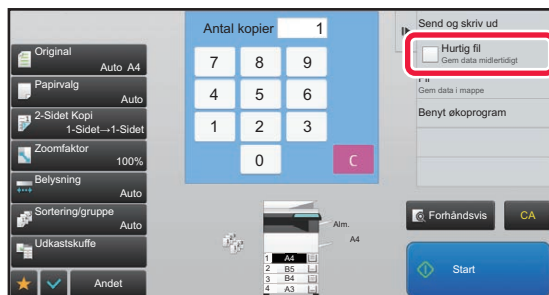 Original
Auto A4
Papirvalg
Auto
2-Sidet Kopi
1-Sidet→1-Sidet
Zoomfaktor
100%
Belysning
Auto
Sortering/gruppe
Auto
Udkastskuffe
Andet
Antal kopier 1
7 8 9
4 5 6
1 2 3
0 C
Alm.
A4
1 A4
2 B5
3 B4
4 A3
Send og skriv ud
Hurtig fil
Gem data midlertidigt
Fil
Gem data i mappe
Benyt økoprogram
Forhåndsvis CA
Start